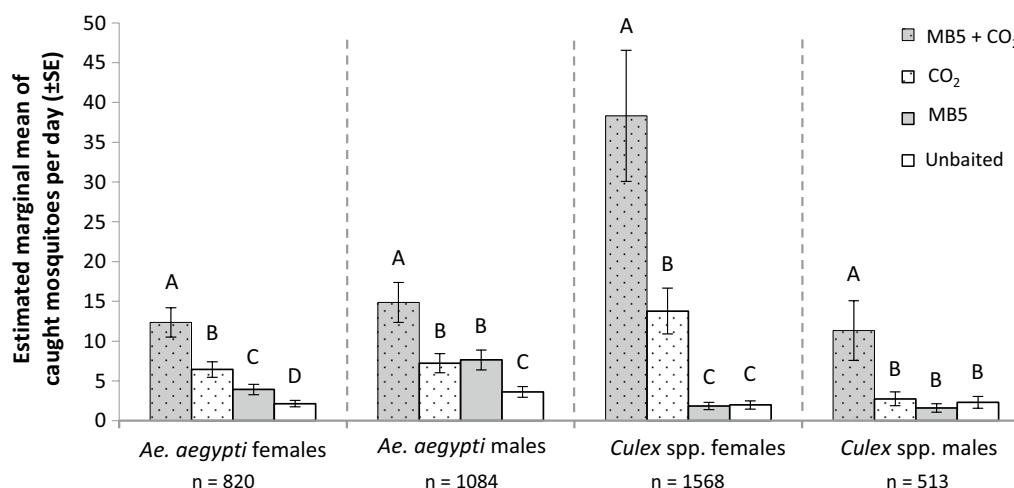 Estimated marginal mean of
caught mosquitoes per day (±SE)
50
45
40
35
30
25
20
15
10
5
0
A
B
C
D
A
B
B
C
A
B
C
C
A
B
B
B
MB5 + CO₂
CO₂
MB5
Unbaited
Ae. aegypti females
n = 820
Ae. aegypti males
n = 1084
Culex spp. females
n = 1568
Culex spp. males
n = 513